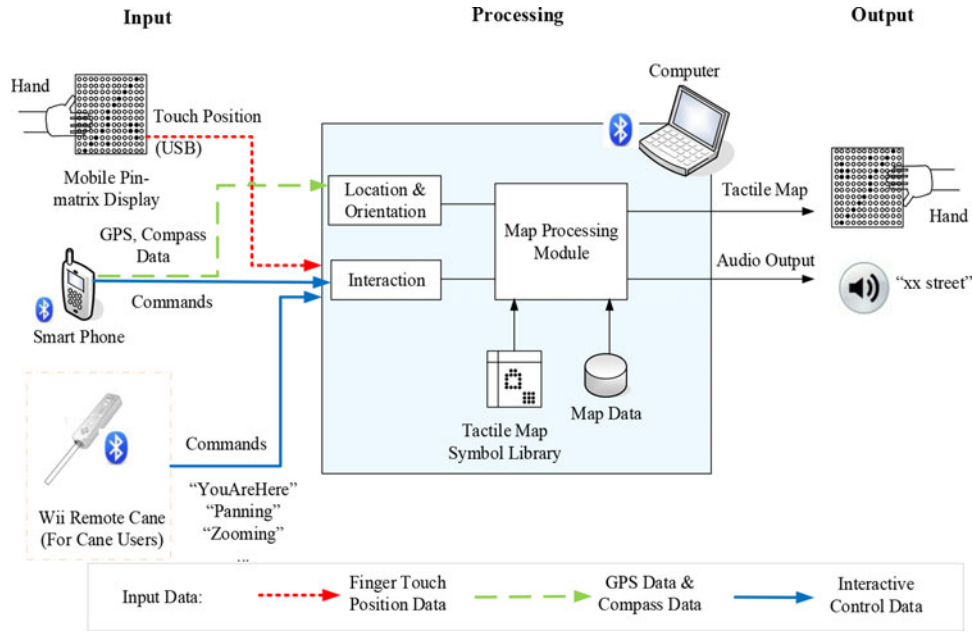 Input
Processing
Output
Hand
Touch Position
(USB)
Mobile Pin-
matrix Display
GPS, Compass
Data
Commands
Smart Phone
Commands
“YouAreHere”
“Panning”
“Zooming”
...
Wii Remote Cane
(For Cane Users)
Computer
Location &
Orientation
Interaction
Map Processing
Module
Tactile Map
Symbol Library
Map Data
Tactile Map
Hand
Audio Output
“xx street”
Input Data:
Finger Touch
Position Data
GPS Data &
Compass Data
Interactive
Control Data